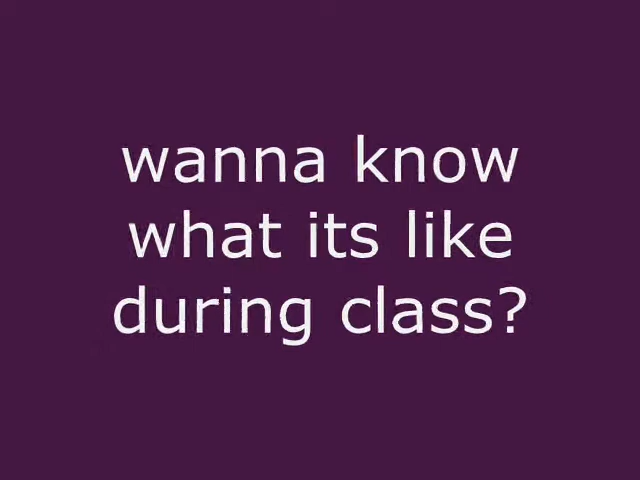 wanna know
what its like
during class?